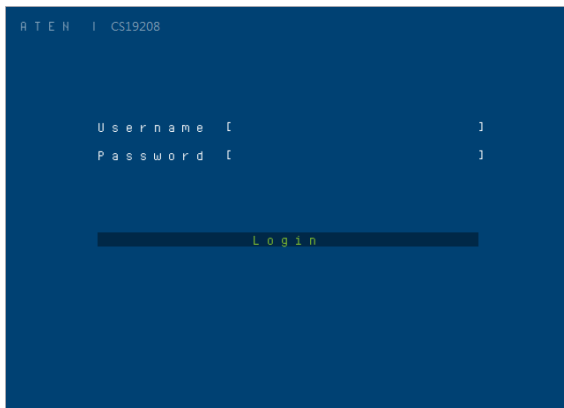 ATEN | CS19208
Username [ ]
Password [ ]
Login